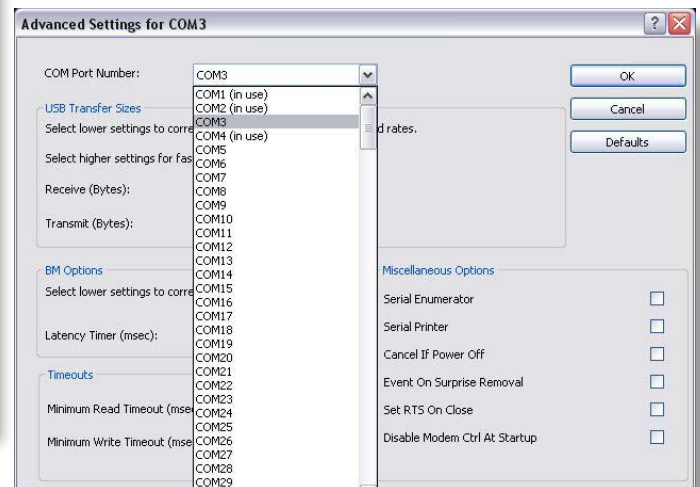 Advanced Settings for COM3
COM Port Number:
COM3
OK
Cancel
Defaults
COM1 (in use)
COM2 (in use)
COM3
COM4 (in use)
COM5
COM6
COM7
COM8
COM9
COM10
COM11
COM12
COM13
COM14
COM15
COM16
COM17
COM18
COM19
COM20
COM21
COM22
COM23
COM24
COM25
COM26
COM27
COM28
COM29
USB Transfer Sizes
Select lower settings to corre d rates.
Select higher settings for fas
Receive (Bytes):
Transmit (Bytes):
BM Options
Select lower settings to corre
Latency Timer (msec):
Timeouts
Minimum Read Timeout (mse
Minimum Write Timeout (mse
Miscellaneous Options
Serial Enumerator
Serial Printer
Cancel If Power Off
Event On Surprise Removal
Set RTS On Close
Disable Modem Ctrl At Startup